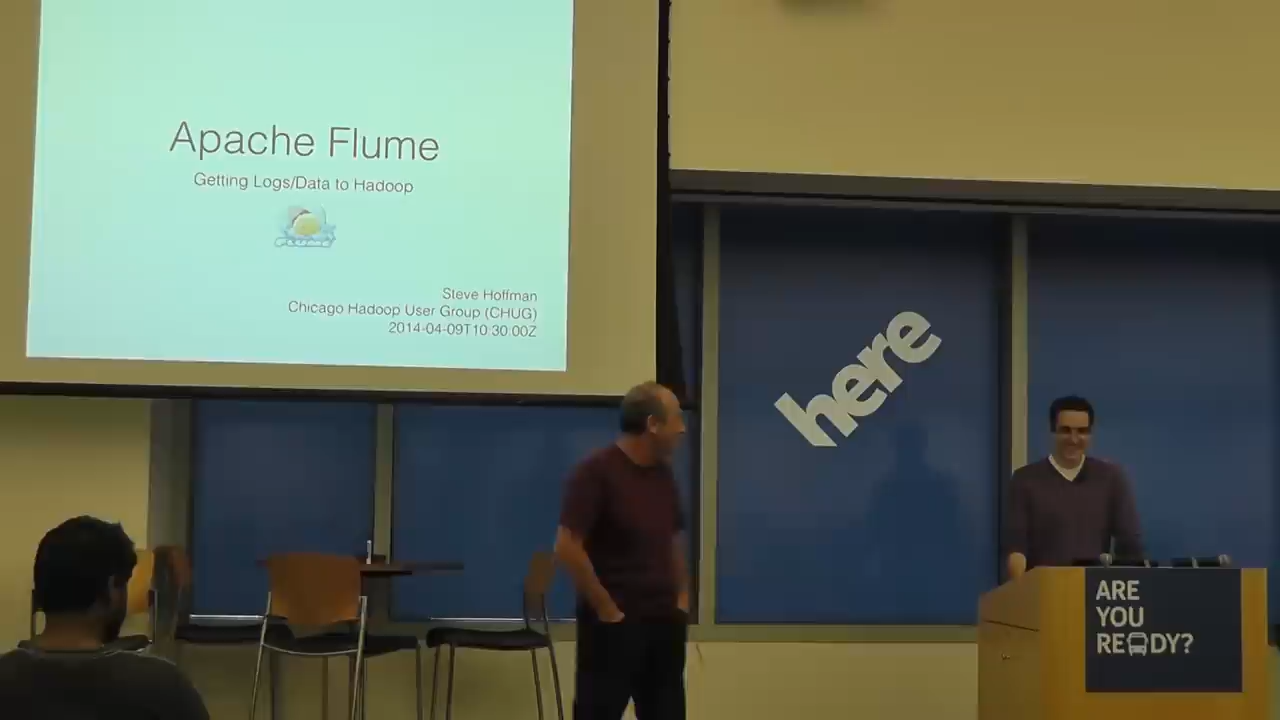 Apache Flume
Getting Logs/Data to Hadoop
Steve Hoffman
Chicago Hadoop User Group (CHUG)
2014-04-09T10:30:00Z
here
ARE
YOU
READY?